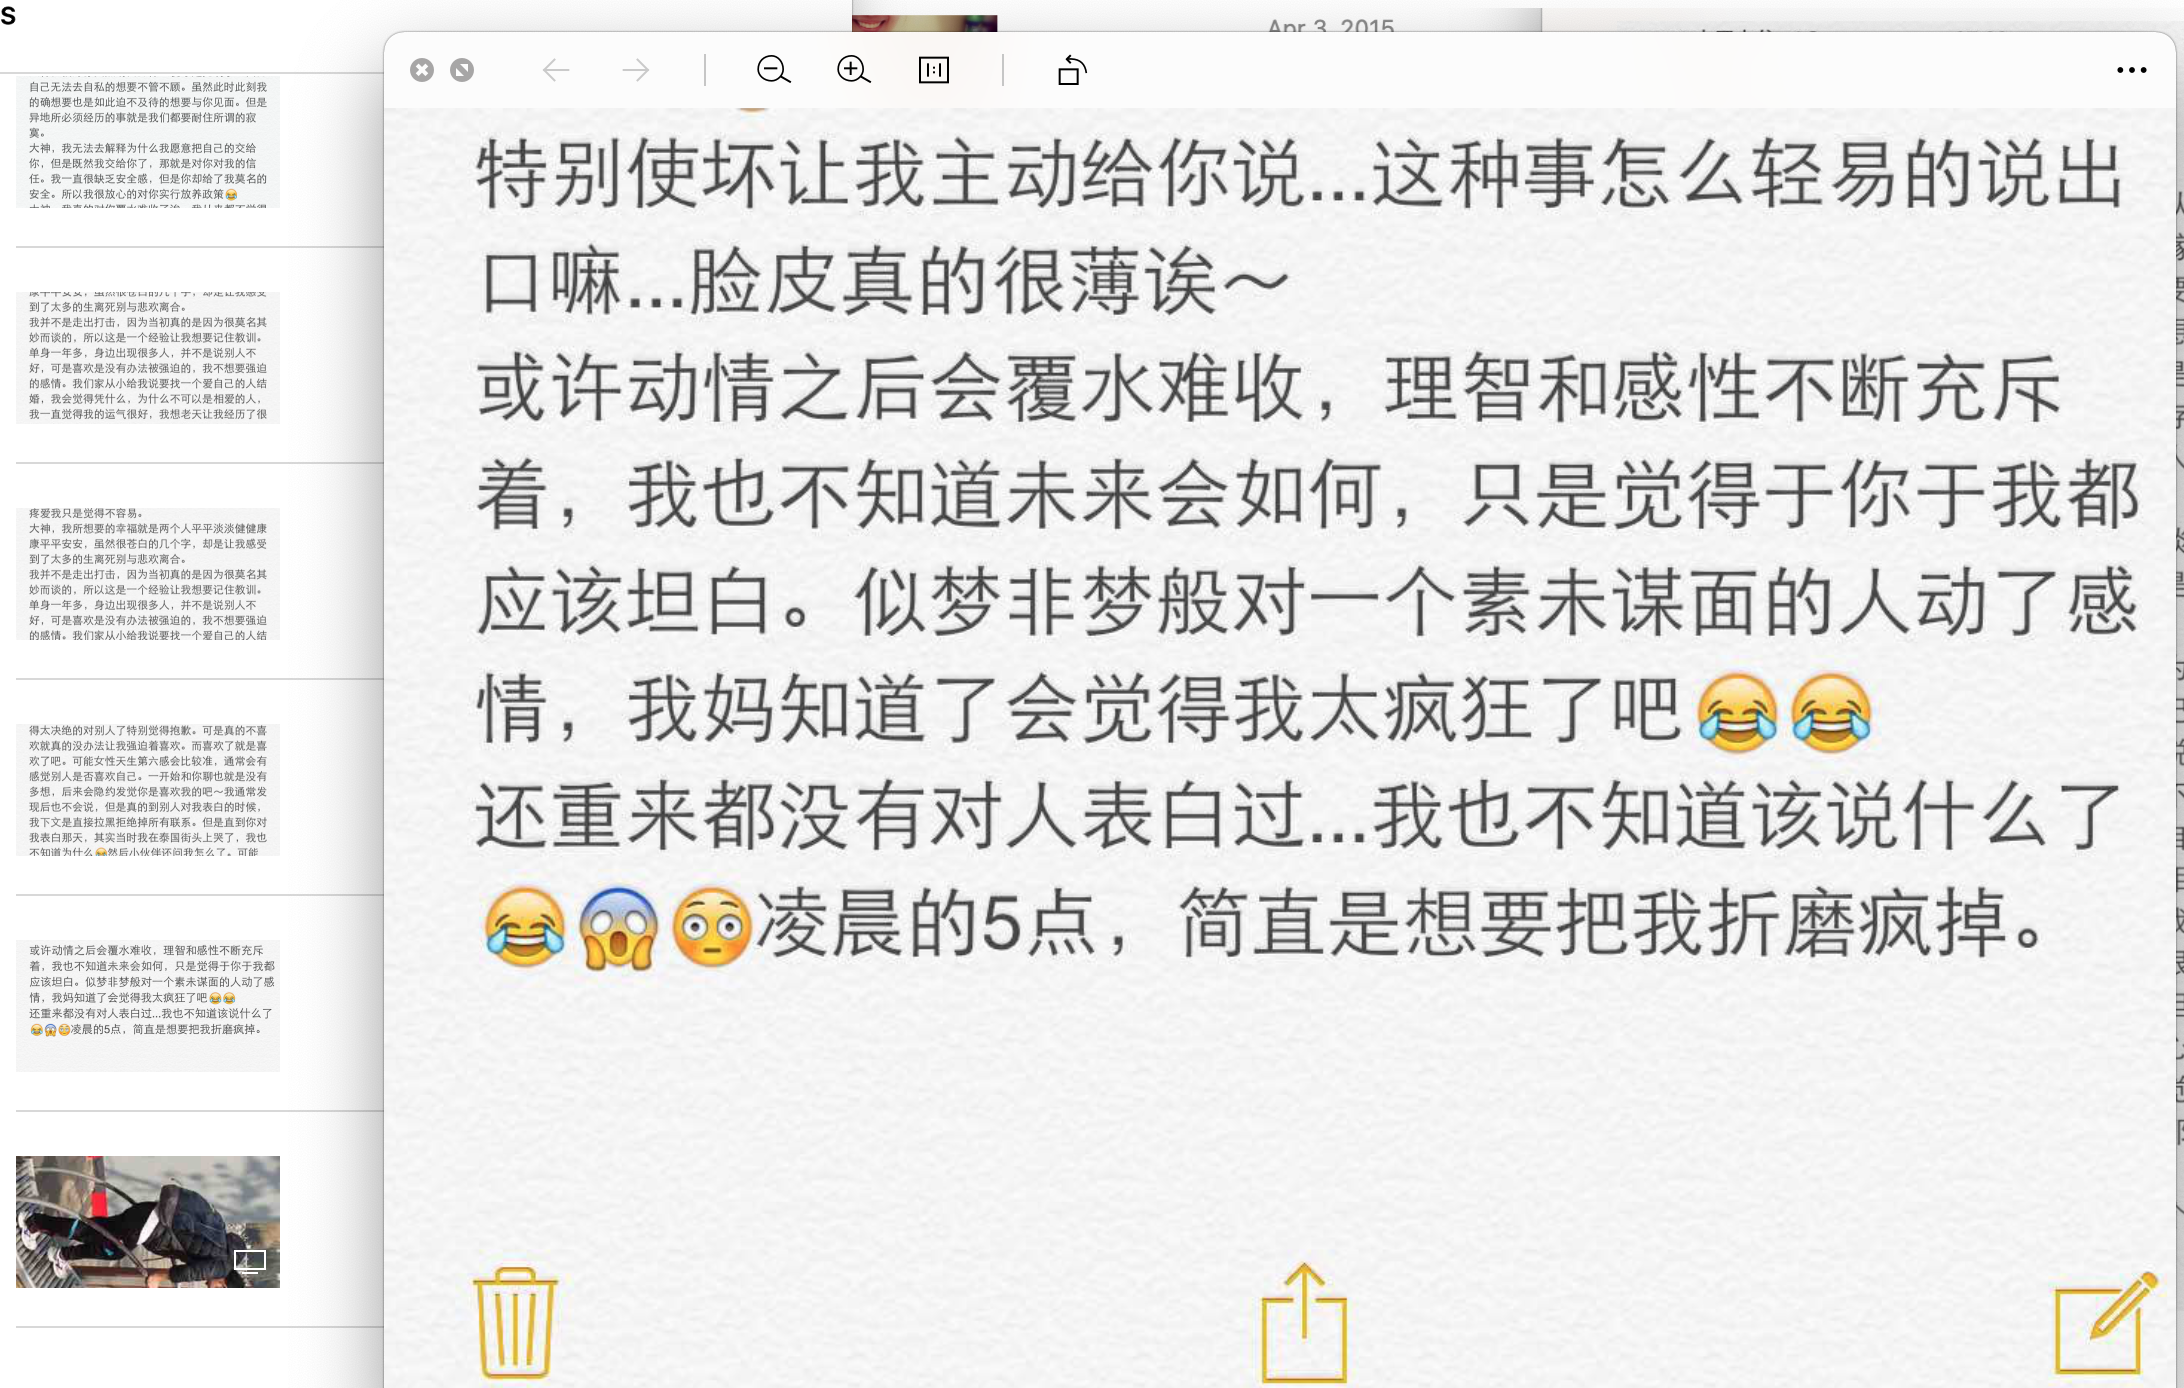 s
自己无法去自私的想要不管不顾。虽然此时此刻我
的确想要也是如此迫不及待的想要与你见面。但是
异地所必须经历的事就是我们都要耐住所谓的寂
寞。
大神，我无法去解释为什么我愿意把自己的交给
你，但是既然我交给你了，那就是对你对我的信
任。我一直很缺乏安全感，但是你却给了我莫名的
安全。所以我很放心的对你实行放养政策😂
康平平安安，虽然很苍白的几个字，却是让我感受
到了太多的生离死别与悲欢离合。
我并不是走出打击，因为当初真的是因为很莫名其
妙而谈的，所以这是一个经验让我想要记住教训。
单身一年多，身边出现很多人，并不是说别人不
好，可是喜欢是没有办法被强迫的，我不想要强迫
的感情。我们家从小给我说要找一个爱自己的人结
婚，我会觉得凭什么，为什么不可以是相爱的人，
我一直觉得我的运气很好，我想老天让我经历了很
疼爱我只是觉得不容易。
大神，我所想要的幸福就是两个人平平淡淡健健康
康平平安安，虽然很苍白的几个字，却是让我感受
到了太多的生离死别与悲欢离合。
我并不是走出打击，因为当初真的是因为很莫名其
妙而谈的，所以这是一个经验让我想要记住教训。
单身一年多，身边出现很多人，并不是说别人不
好，可是喜欢是没有办法被强迫的，我不想要强迫
的感情。我们家从小给我说要找一个爱自己的人结
得太决绝的对别人了特别觉得抱歉。可是真的不喜
欢就真的没办法让我强迫着喜欢。而喜欢了就是喜
欢了吧。可能女性天生第六感会比较准，通常会有
感觉别人是否喜欢自己。一开始和你聊也就是没有
多想，后来会隐约发觉你是喜欢我的吧～我通常发
现后也不会说，但是真的到别人对我表白的时候，
我下文是直接拉黑拒绝掉所有联系。但是直到你对
我表白那天，其实当时我在泰国街头上哭了，我也
不知道为什么😂然后小伙伴还问我怎么了。可能
或许动情之后会覆水难收，理智和感性不断充斥
着，我也不知道未来会如何，只是觉得于你于我都
应该坦白。似梦非梦般对一个素未谋面的人动了感
情，我妈知道了会觉得我太疯狂了吧😂😂
还重来都没有对人表白过...我也不知道该说什么了
😂😱😳凌晨的5点，简直是想要把我折磨疯掉。
Apr 3, 2015
特别使坏让我主动给你说...这种事怎么轻易的说出
口嘛...脸皮真的很薄诶～
或许动情之后会覆水难收，理智和感性不断充斥
着，我也不知道未来会如何，只是觉得于你于我都
应该坦白。似梦非梦般对一个素未谋面的人动了感
情，我妈知道了会觉得我太疯狂了吧😂😂
还重来都没有对人表白过...我也不知道该说什么了
😂😱😳凌晨的5点，简直是想要把我折磨疯掉。